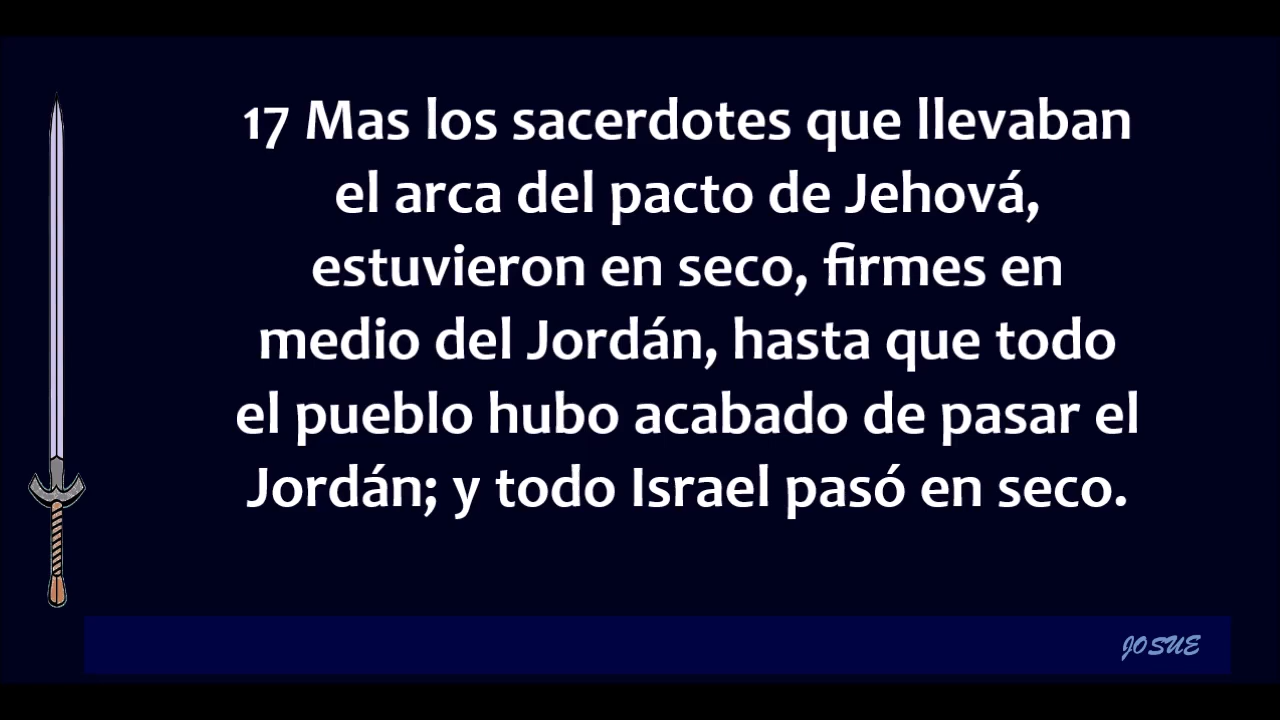 17 Mas los sacerdotes que llevaban
el arca del pacto de Jehová,
estuvieron en seco, firmes en
medio del Jordán, hasta que todo
el pueblo hubo acabado de pasar el
Jordán; y todo Israel pasó en seco.
JOSUE